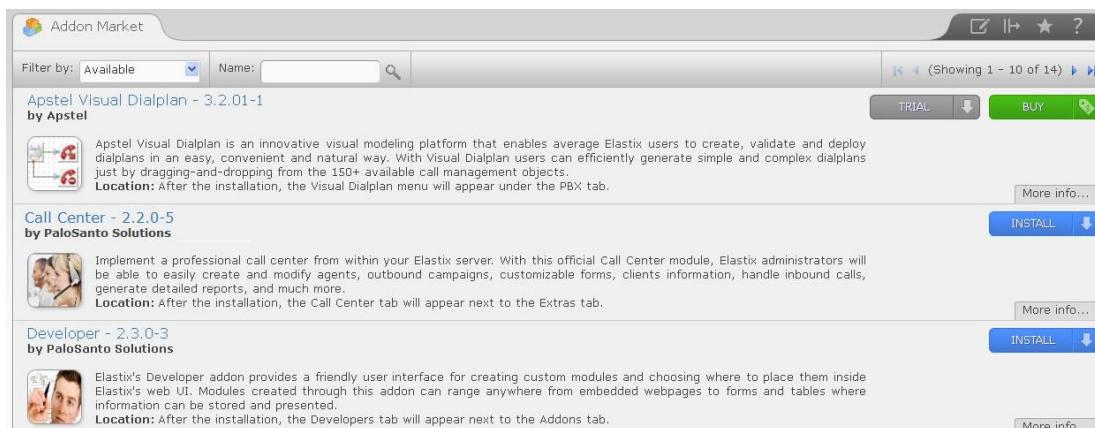 Addon Market
?
Filter by: Available Name: (Showing 1 - 10 of 14)
Apstel Visual Dialplan - 3.2.01-1
TRIAL BUY
by Apstel
Apstel Visual Dialplan is an innovative visual modeling platform that enables average Elastix users to create, validate and deploy
dialplans in an easy, convenient and natural way. With Visual Dialplan users can efficiently generate simple and complex dialplans
just by dragging-and-dropping from the 150+ available call management objects.
Location: After the installation, the Visual Dialplan menu will appear under the PBX tab.
More info...
Call Center - 2.2.0-5
INSTALL
by PaloSanto Solutions
Implement a professional call center from within your Elastix server. With this official Call Center module, Elastix administrators will
be able to easily create and modify agents, outbound campaigns, customizable forms, clients information, handle inbound calls,
generate detailed reports, and much more.
Location: After the installation, the Call Center tab will appear next to the Extras tab.
More info...
Developer - 2.3.0-3
INSTALL
by PaloSanto Solutions
Elastix's Developer addon provides a friendly user interface for creating custom modules and choosing where to place them inside
Elastix's web UI. Modules created through this addon can range anywhere from embedded webpages to forms and tables where
information can be stored and presented.
Location: After the installation, the Developers tab will appear next to the Addons tab.
More info...